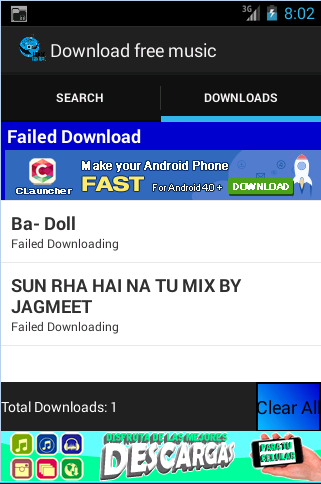 3G 8:02
Download free music
SEARCH DOWNLOADS
Failed Download
Make your Android Phone
CLauncher FAST For Android 4.0+ DOWNLOAD
Ba- Doll
Failed Downloading
SUN RHA HAI NA TU MIX BY
JAGMEET
Failed Downloading
Total Downloads: 1 Clear All
DISFRUTA DE LAS MEJORES
DESCARGAS
PARA TU
CELULAR